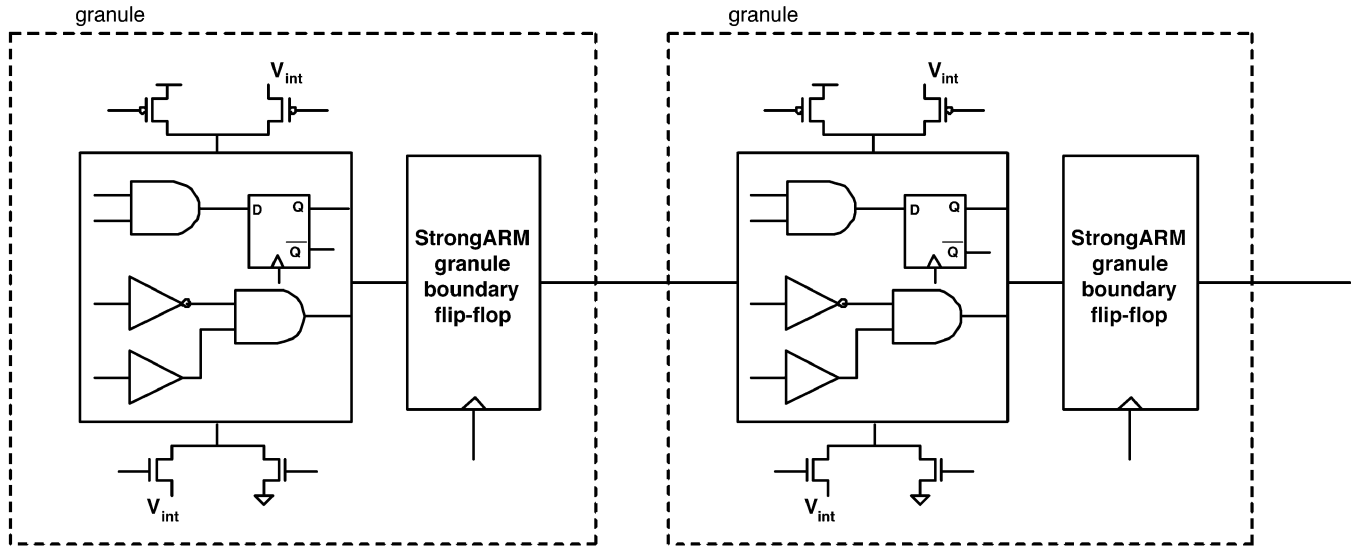 granule
granule
Vint
Vint
D Q
Q
D Q
Q
StrongARM
granule
boundary
flip-flop
StrongARM
granule
boundary
flip-flop
Vint
Vint